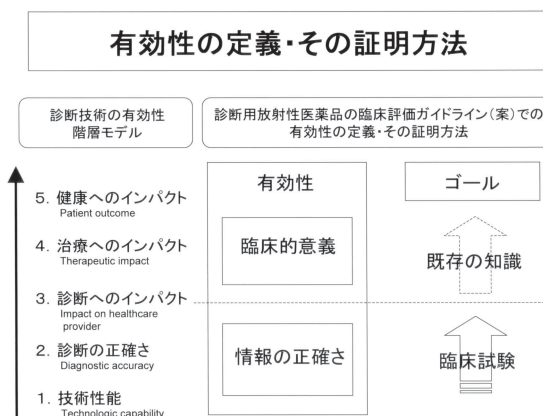 有効性の定義・その証明方法
診断技術の有効性
階層モデル
診断用放射性医薬品の臨床評価ガイドライン(案)での
有効性の定義・その証明方法
5. 健康へのインパクト
Patient outcome
4. 治療へのインパクト
Therapeutic impact
3. 診断へのインパクト
Impact on healthcare
provider
2. 診断の正確さ
Diagnostic accuracy
1. 技術性能
Technologic capability
有効性
臨床的意義
情報の正確さ
ゴール
既存の知識
臨床試験